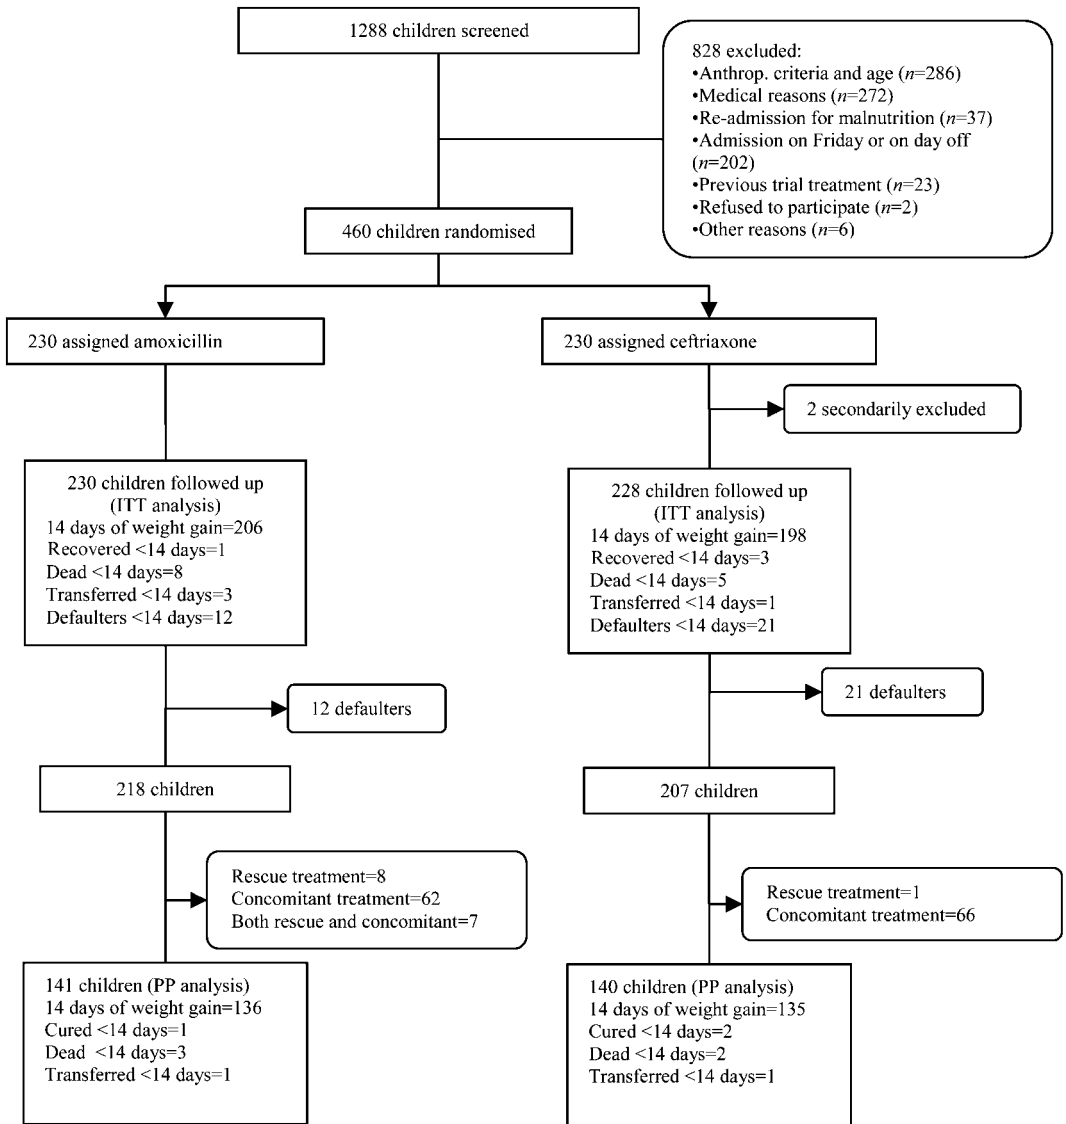 1288 children screened
828 excluded:
•Anthrop. criteria and age (n=286)
•Medical reasons (n=272)
•Re-admission for malnutrition (n=37)
•Admission on Friday or on day off
(n=202)
•Previous trial treatment (n=23)
•Refused to participate (n=2)
•Other reasons (n=6)
460 children randomised
230 assigned amoxicillin
230 assigned ceftriaxone
2 secondarily excluded
230 children followed up
(ITT analysis)
14 days of weight gain=206
Recovered <14 days=1
Dead <14 days=8
Transferred <14 days=3
Defaulters <14 days=12
228 children followed up
(ITT analysis)
14 days of weight gain=198
Recovered <14 days=3
Dead <14 days=5
Transferred <14 days=1
Defaulters <14 days=21
12 defaulters
21 defaulters
218 children
207 children
Rescue treatment=8
Concomitant treatment=62
Both rescue and concomitant=7
Rescue treatment=1
Concomitant treatment=66
141 children (PP analysis)
14 days of weight gain=136
Cured <14 days=1
Dead  <14 days=3
Transferred <14 days=1
140 children (PP analysis)
14 days of weight gain=135
Cured <14 days=2
Dead <14 days=2
Transferred <14 days=1